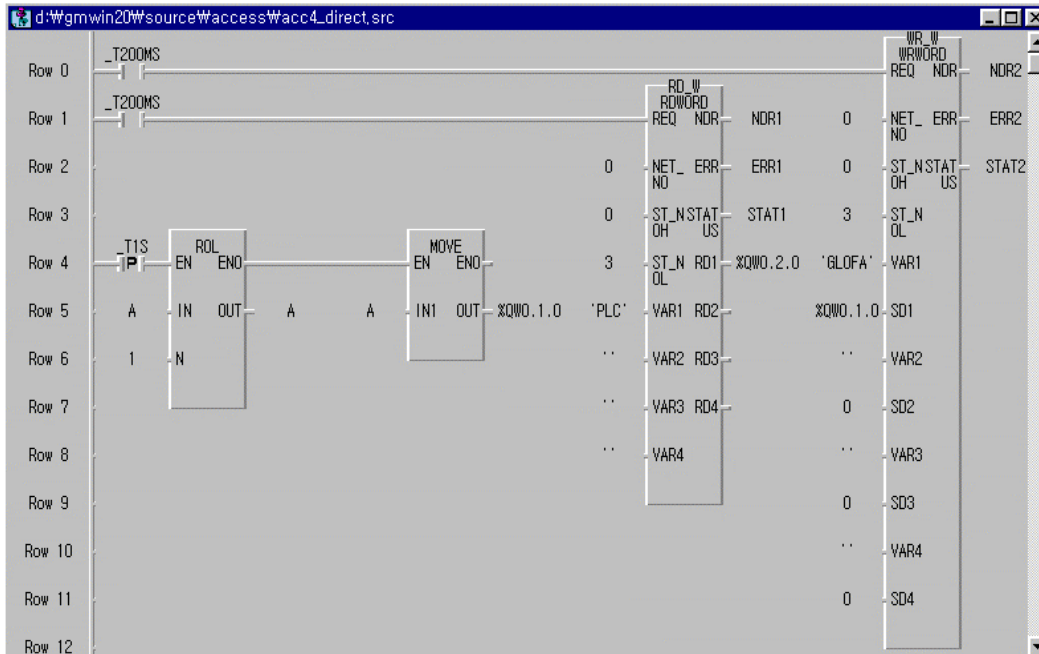 d:₩gmwin20₩source₩access₩acc4_direct,src
WR_W
_T200MS WRWORD
Row 0 REQ NDR NDR2
RD_W
_T200MS RDWORD
Row 1 REQ NDR NDR1 0 NET_ ERR ERR2
NO
Row 2 0 NET_ ERR ERR1 0 ST_N STAT STAT2
NO OH US
Row 3 0 ST_N STAT STAT1 3 ST_N
OH US OL
_T1S ROL MOVE
Row 4 P EN ENO EN ENO 3 ST_N RD1 %QW0.2.0 'GLOFA' VAR1
OL
Row 5 A IN OUT A A IN1 OUT %QW0.1.0 'PLC' VAR1 RD2 %QW0.1.0 SD1
Row 6 1 N '' VAR2 RD3 '' VAR2
Row 7 '' VAR3 RD4 0 SD2
Row 8 '' VAR4 '' VAR3
Row 9 0 SD3
Row 10 '' VAR4
Row 11 0 SD4
Row 12